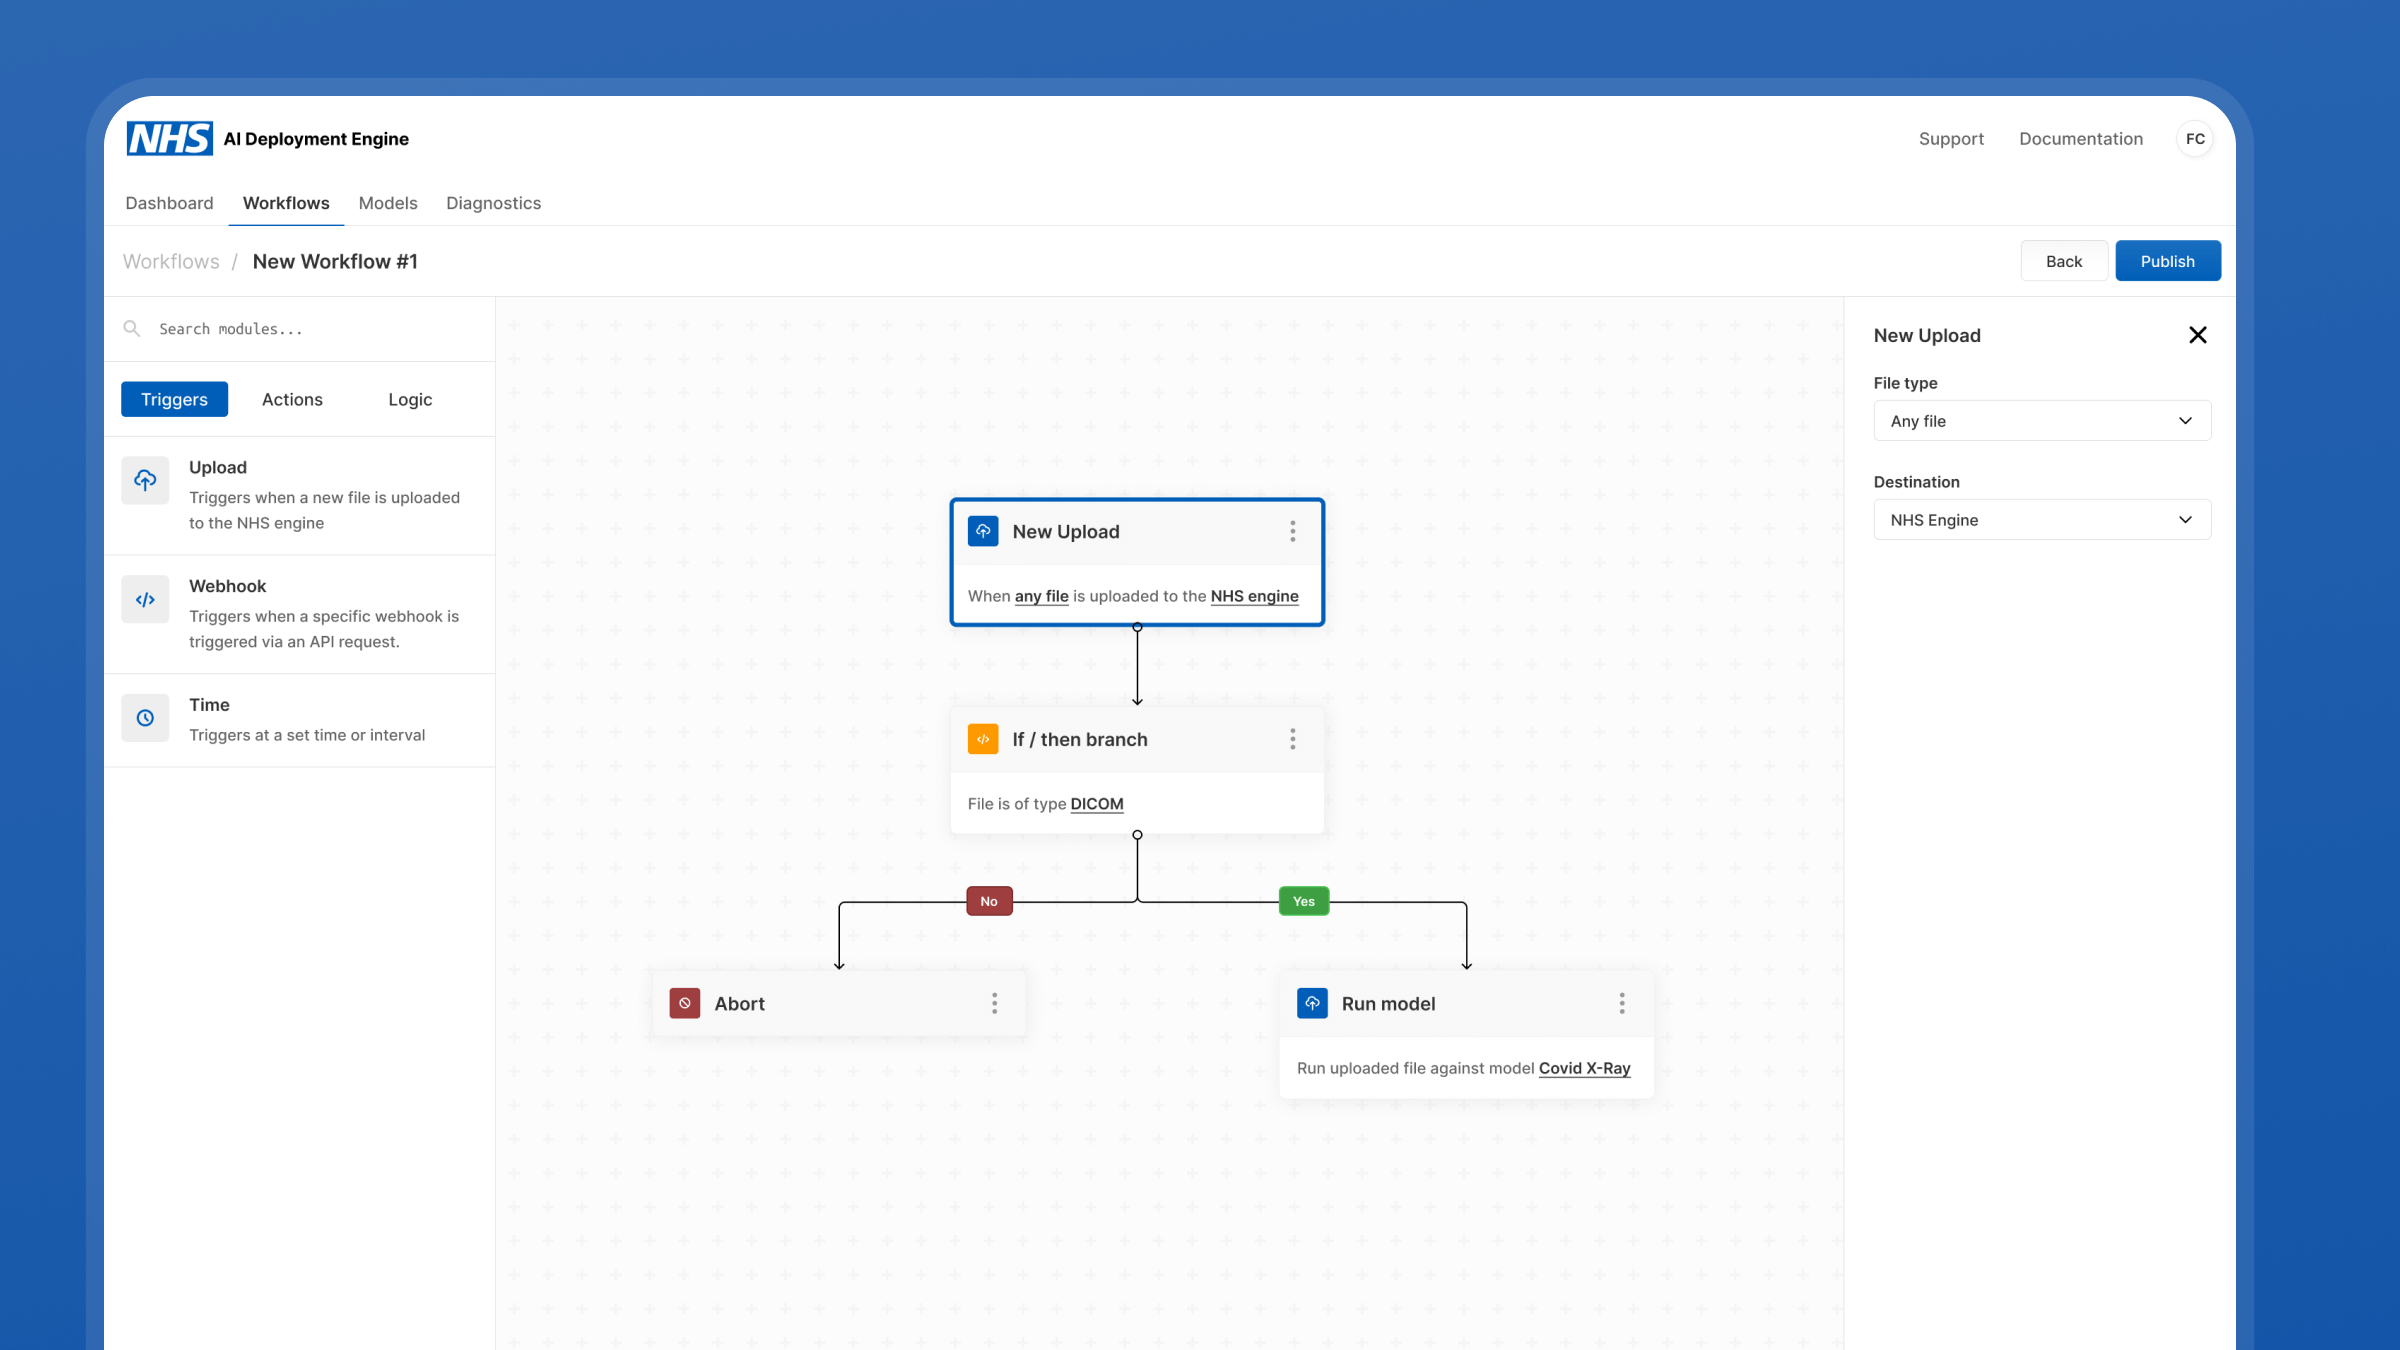 NHS AI Deployment Engine
Support Documentation FC
Dashboard Workflows Models Diagnostics
Workflows / New Workflow #1
Back Publish
Search modules...
Triggers Actions Logic
Upload
Triggers when a new file is uploaded
to the NHS engine
Webhook
Triggers when a specific webhook is
triggered via an API request.
Time
Triggers at a set time or interval
New Upload
When any file is uploaded to the NHS engine
If / then branch
File is of type DICOM
No
Yes
Abort
Run model
Run uploaded file against model Covid X-Ray
New Upload
File type
Any file
Destination
NHS Engine